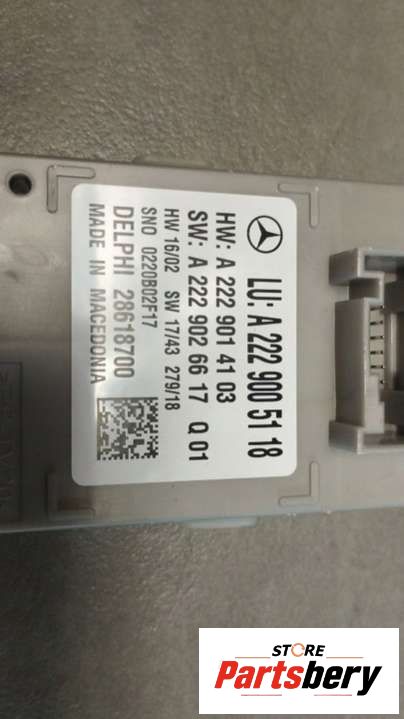 LU: A 222 900 51 18
HW: A 222 901 41 03
SW: A 222 902 66 17 Q 01
HW 16/02 SW 17/43 279/18
SNO 0220B02F17
DELPHI 28618700
MADE IN MACEDONIA
STORE
Partsbery